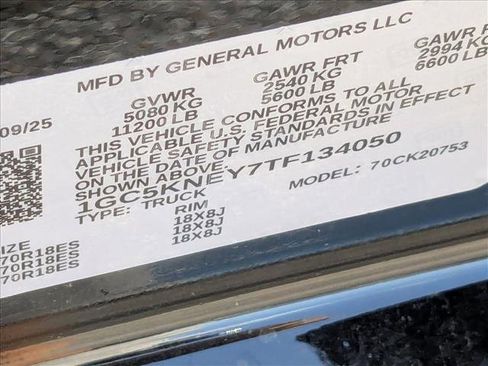 MFD BY GENERAL MOTORS LLC
09/25 GVWR GAWR FRT GAWR RR
5080 KG 2540 KG 2994 KG
11200 LB 5600 LB 6600 LB
THIS VEHICLE CONFORMS TO ALL
APPLICABLE U.S. FEDERAL MOTOR
VEHICLE SAFETY STANDARDS IN EFFECT
ON THE DATE OF MANUFACTURE
SHOWN ABOVE.
1GC5KNEY7TF134050
TYPE: TRUCK MODEL: 70CK20753
SIZE RIM
70R18ES 18X8J
70R18ES 18X8J
70R18ES 18X8J